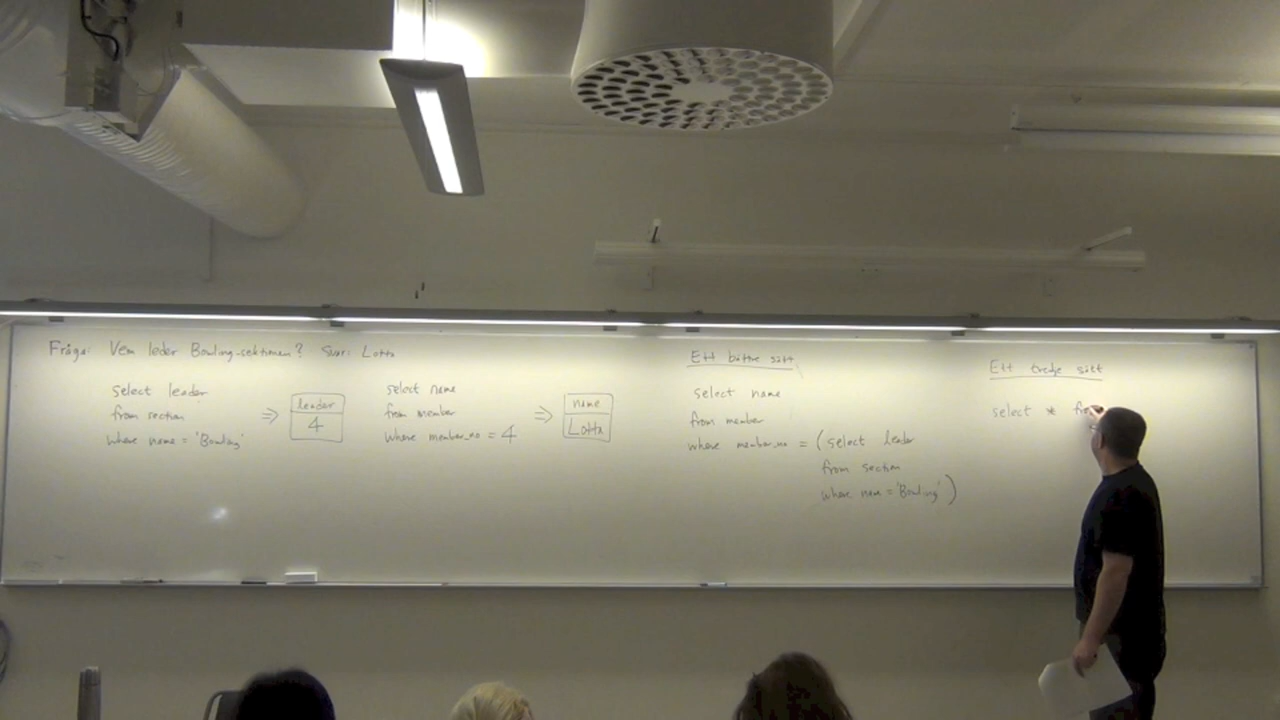 Fråga: Vem leder Bowling-sektionen? Svar: Lotta
select leader
from section
where name = 'Bowling'
⇒
leader
4
select name
from member
where member_no = 4
⇒
name
Lotta
Ett bättre sätt
select name
from member
where member_no = (select leader
from section
where name = 'Bowling')
Ett tredje sätt
select * fro